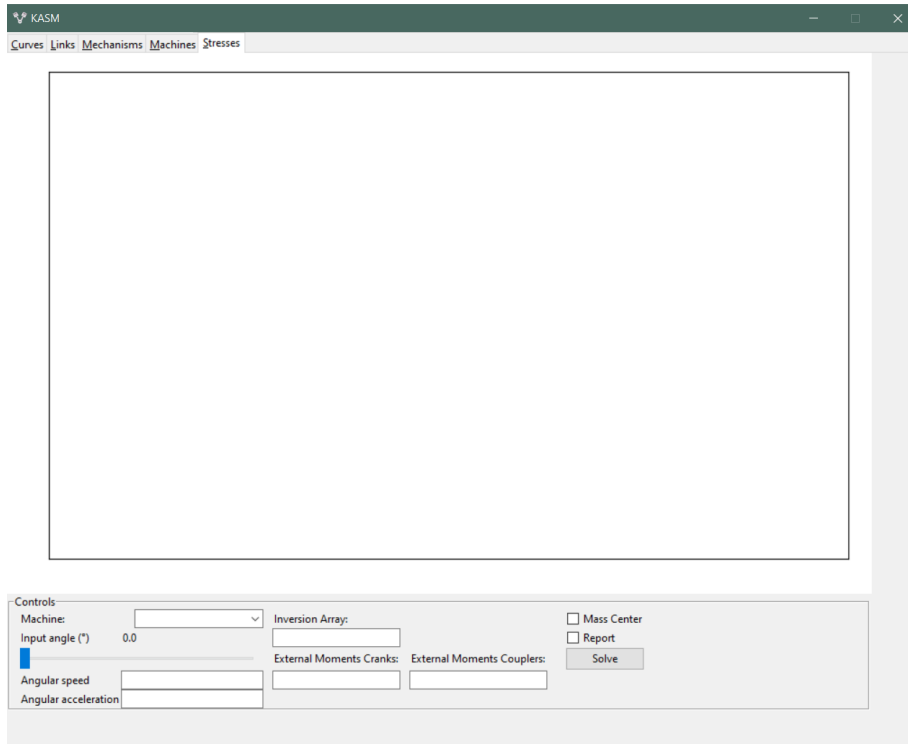 KASM
Curves Links Mechanisms Machines Stresses
Controls
Machine:
Inversion Array:
Mass Center
Input angle (°) 0.0
Report
External Moments Cranks: External Moments Couplers:
Solve
Angular speed
Angular acceleration